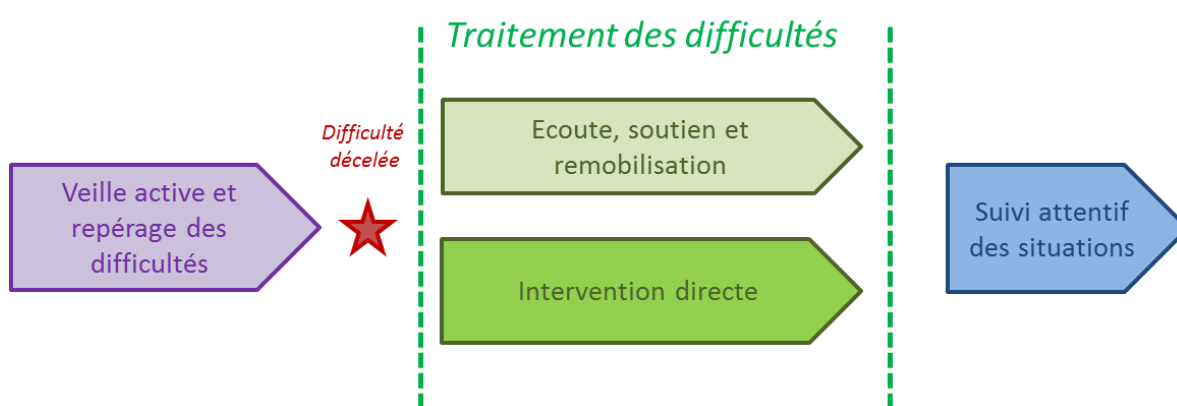 Traitement des difficultés
Difficulté
décelée
Veille active et
repérage des
difficultés
Ecoute, soutien et
remobilisation
Intervention directe
Suivi attentif
des situations